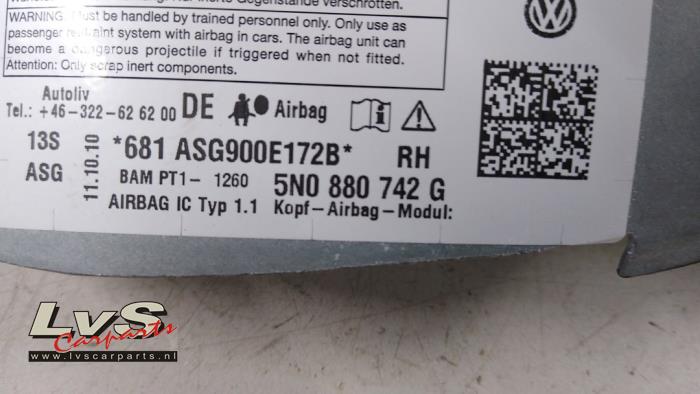 Gegenstände verschrotten.
WARNING: Must be handled by trained personnel only. Only use as
passenger restraint system with airbag in cars. The airbag unit can
become a dangerous projectile if triggered when not fitted.
Attention: Only scrap inert components.
Autoliv
Tel.: +46-322-62 62 00 DE Airbag
13S
ASG
11.10.10
*681 ASG900E172B* RH
BAM PT1- 1260 5N0 880 742 G
AIRBAG IC Typ 1.1 Kopf-Airbag-Modul:
LvS
Carparts
www.lvscarparts.nl